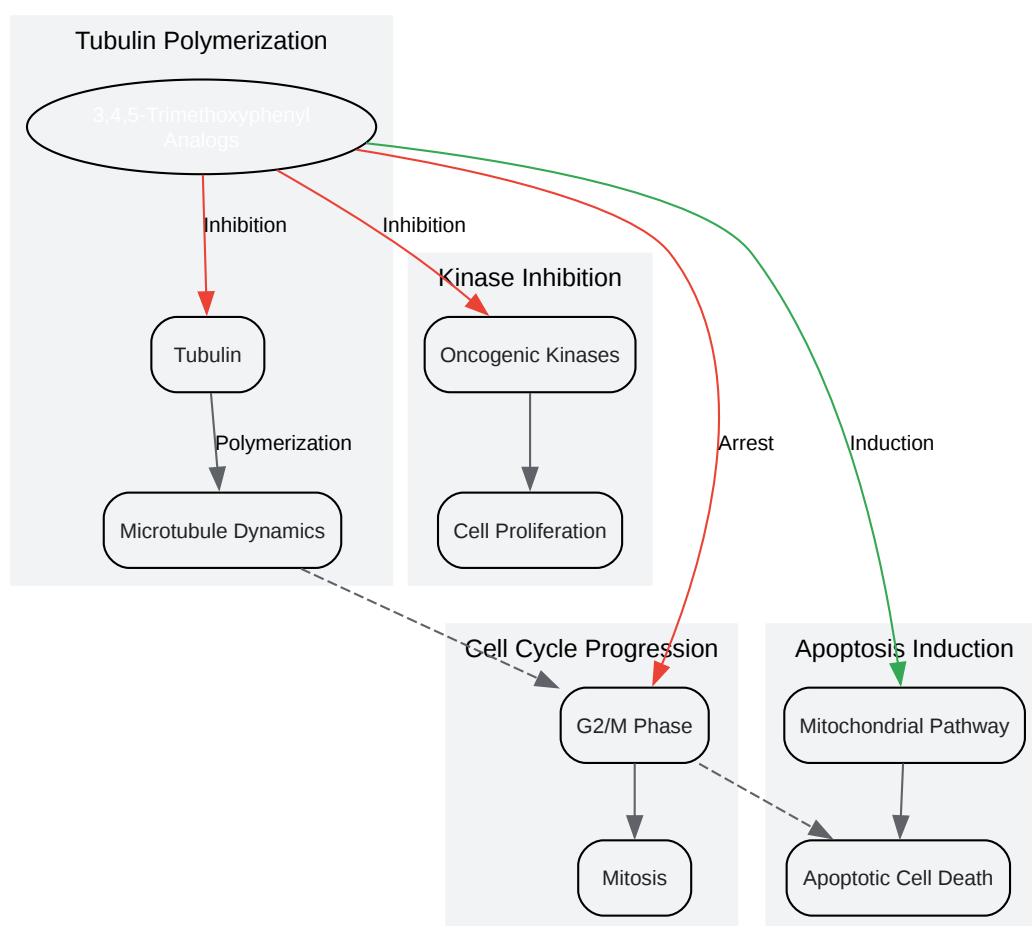 Tubulin Polymerization
3,4,5-Trimethoxyphenyl
Analogs
Inhibition
Inhibition
Kinase Inhibition
Tubulin
Oncogenic Kinases
Polymerization
Arrest
Induction
Microtubule Dynamics
Cell Proliferation
Cell Cycle Progression
Apoptosis Induction
G2/M Phase
Mitochondrial Pathway
Mitosis
Apoptotic Cell Death